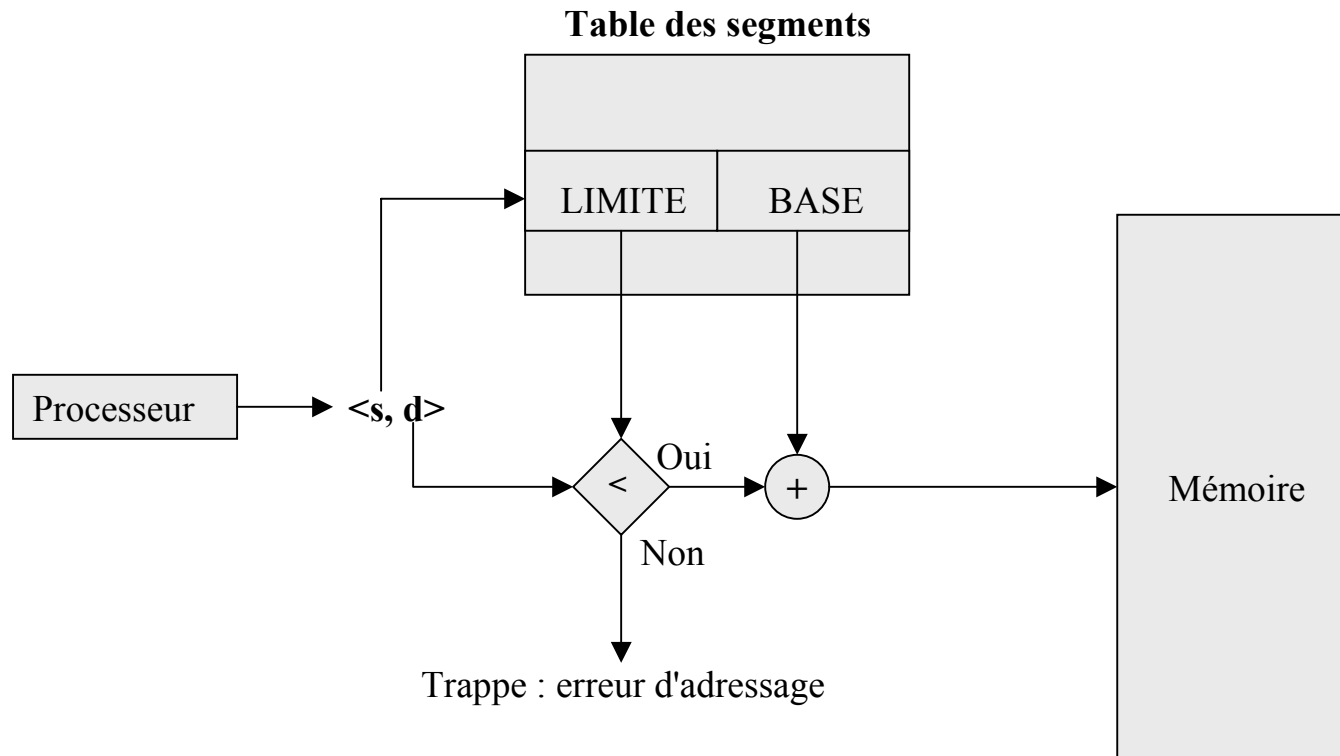 Table des segments
LIMITE
BASE
Processeur
<s, d>
<
Oui
+
Mémoire
Non
Trappe : erreur d'adressage